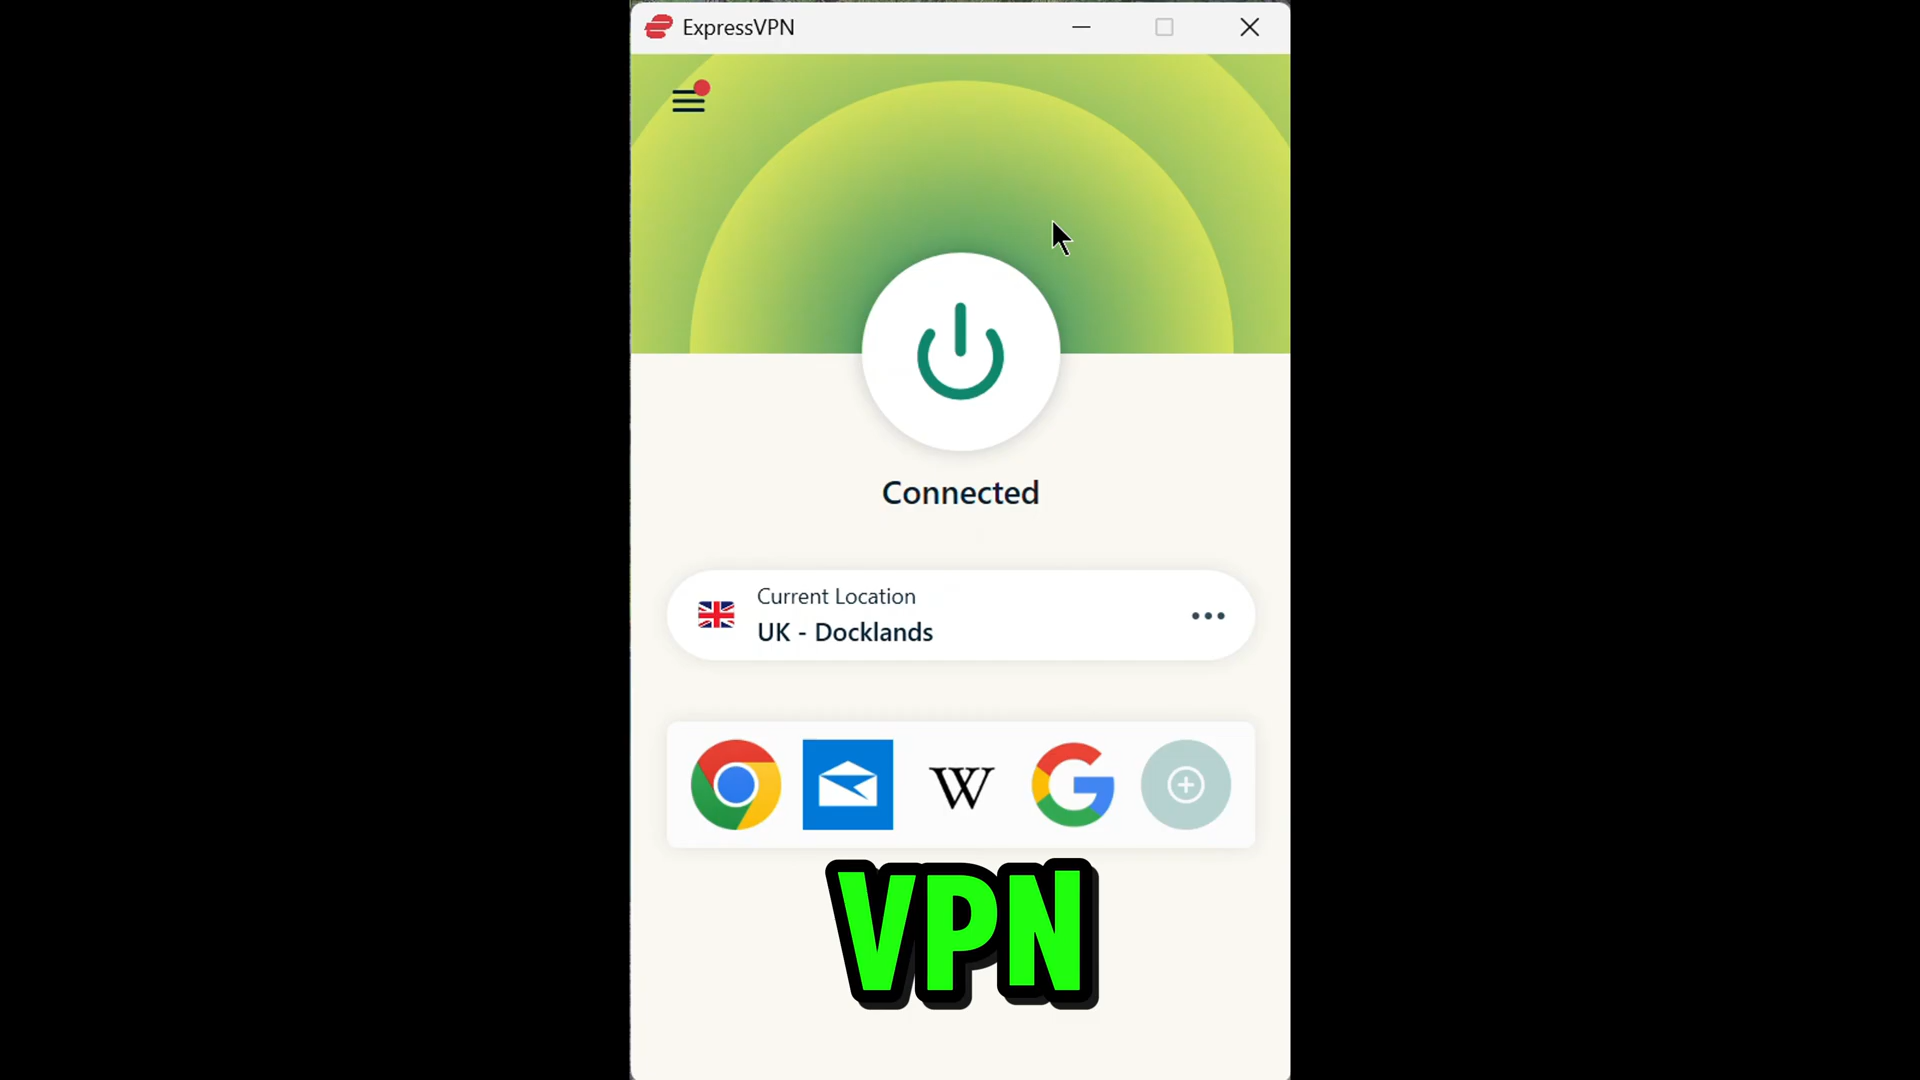 ExpressVPN
Connected
Current Location
UK - Docklands
W
G
VPN